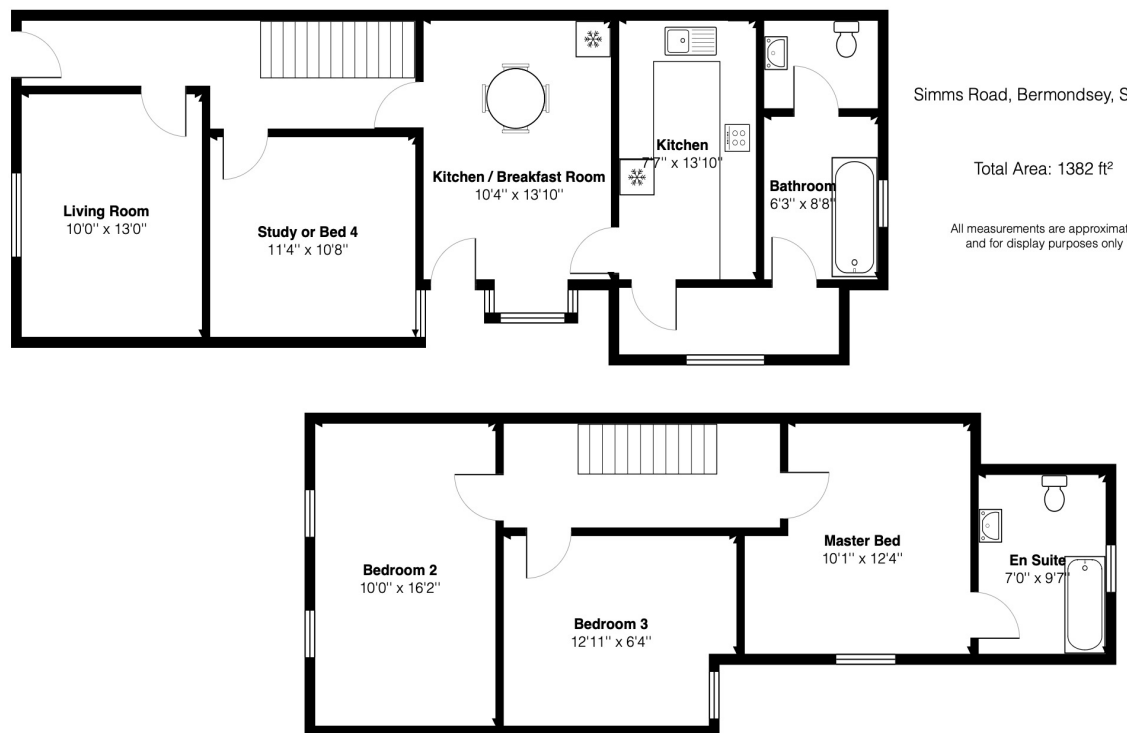 Simms Road, Bermondsey, S
Total Area: 1382 ft²
All measurements are approximat
and for display purposes only
Living Room
10'0" x 13'0"
Study or Bed 4
11'4" x 10'8"
Kitchen / Breakfast Room
10'4" x 13'10"
Kitchen
7'7" x 13'10"
Bathroom
6'3" x 8'8"
Bedroom 2
10'0" x 16'2"
Bedroom 3
12'11" x 6'4"
Master Bed
10'1" x 12'4"
En Suite
7'0" x 9'7"